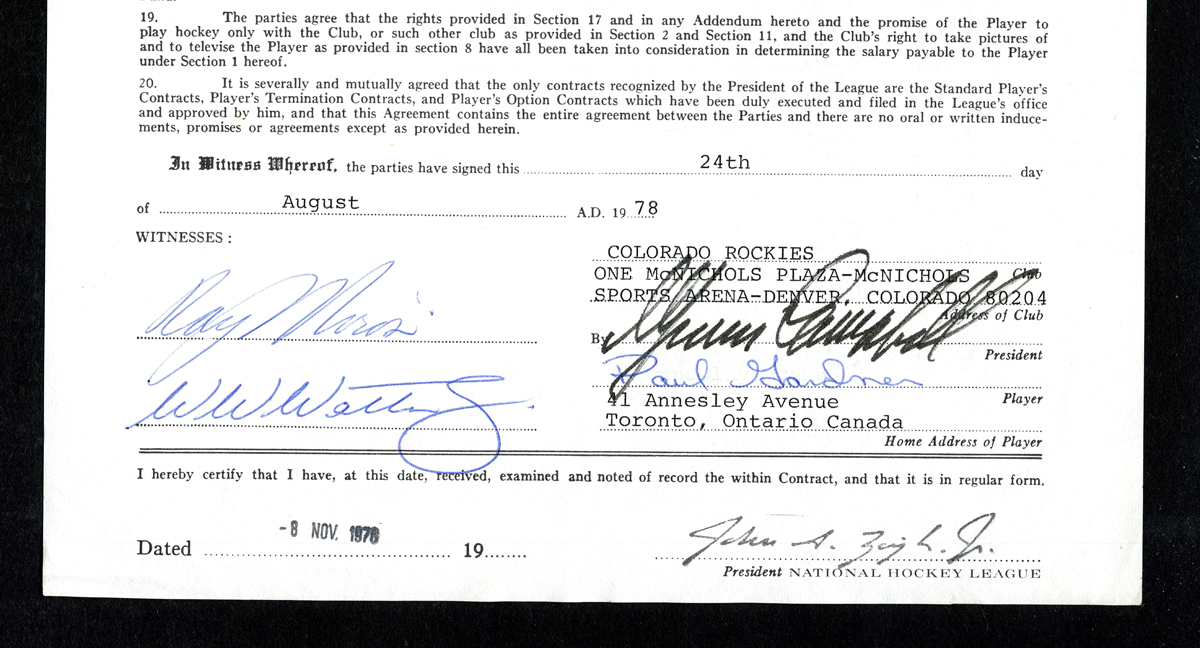 19. The parties agree that the rights provided in Section 17 and in any Addendum hereto and the promise of the Player to
play hockey only with the Club, or such other club as provided in Section 2 and Section 11, and the Club's right to take pictures of
and to televise the Player as provided in section 8 have all been taken into consideration in determining the salary payable to the Player
under Section 1 hereof.
20. It is severally and mutually agreed that the only contracts recognized by the President of the League are the Standard Player's
Contracts, Player's Termination Contracts, and Player's Option Contracts which have been duly executed and filed in the League's office
and approved by him, and that this Agreement contains the entire agreement between the Parties and there are no oral or written induce-
ments, promises or agreements except as provided herein.
In Witness Whereof, the parties have signed this 24th day
of August A.D. 19 78
WITNESSES :
COLORADO ROCKIES
ONE McNICHOLS PLAZA-McNICHOLS Club
SPORTS ARENA-DENVER, COLORADO 80204
Address of Club
Ray Miron
By Campbell
President
Paul Gardner
W W
41 Annesley Avenue Player
Toronto, Ontario Canada
Home Address of Player
I hereby certify that I have, at this date, received, examined and noted of record the within Contract, and that it is in regular form.
-8 NOV. 1978
Dated 19
John A. Ziegler Jr.
President NATIONAL HOCKEY LEAGUE